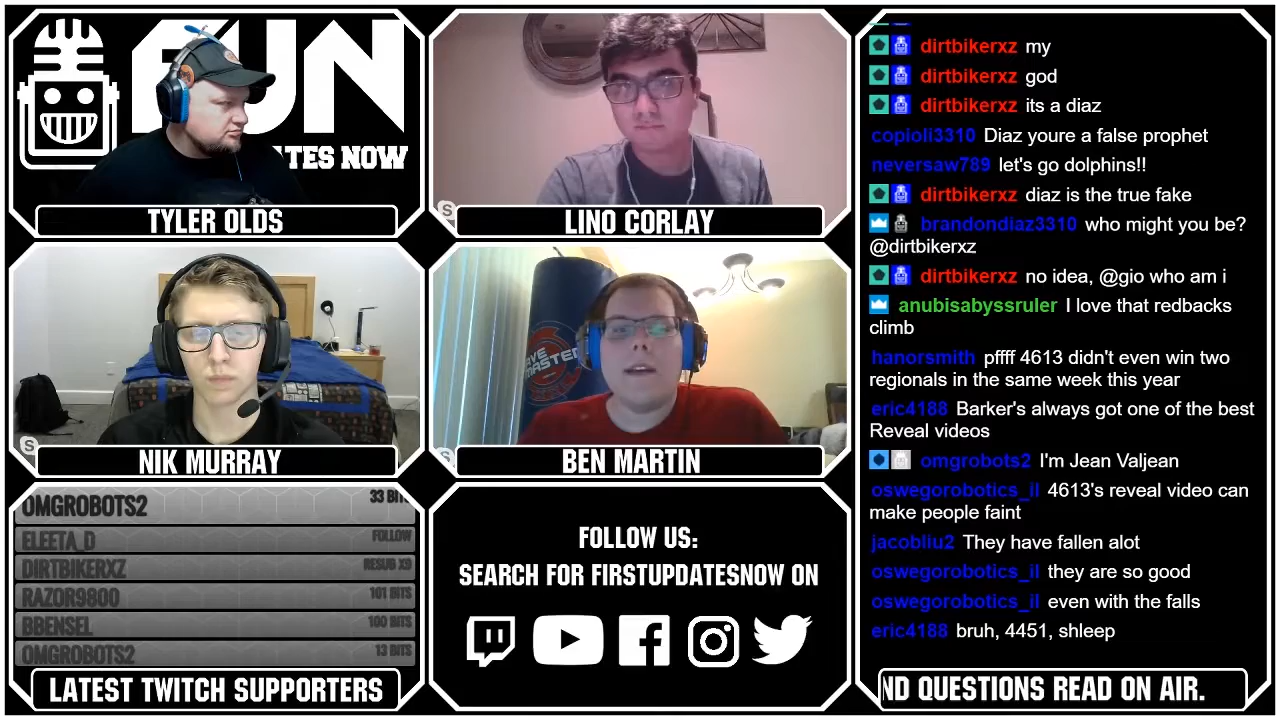 FUN
TES NOW
TYLER OLDS
LINO CORLAY
NIK MURRAY
BEN MARTIN
OMGROBOTS2 33 BITS
ELEETA_D FOLLOW
DIRTBIKERXZ RESUB X9
RAZOR9800 101 BITS
BBENSEL 100 BITS
OMGROBOTS2 13 BITS
LATEST TWITCH SUPPORTERS
FOLLOW US:
SEARCH FOR FIRSTUPDATESNOW ON
dirtbikerxz my
dirtbikerxz god
dirtbikerxz its a diaz
coploli3310 Diaz youre a false prophet
neversaw789 let's go dolphins!!
dirtbikerxz diaz is the true fake
brandondiaz3310 who might you be?
@dirtbikerxz
dirtbikerxz no idea, @gio who am i
anubisabyssruler I love that redbacks
climb
hanorsmith pffff 4613 didn't even win two
regionals in the same week this year
eric4188 Barker's always got one of the best
Reveal videos
omgrobots2 I'm Jean Valjean
oswegorobotics_il 4613's reveal video can
make people faint
jacobliu2 They have fallen alot
oswegorobotics_il they are so good
oswegorobotics_il even with the falls
eric4188 bruh, 4451, shleep
ND QUESTIONS READ ON AIR.